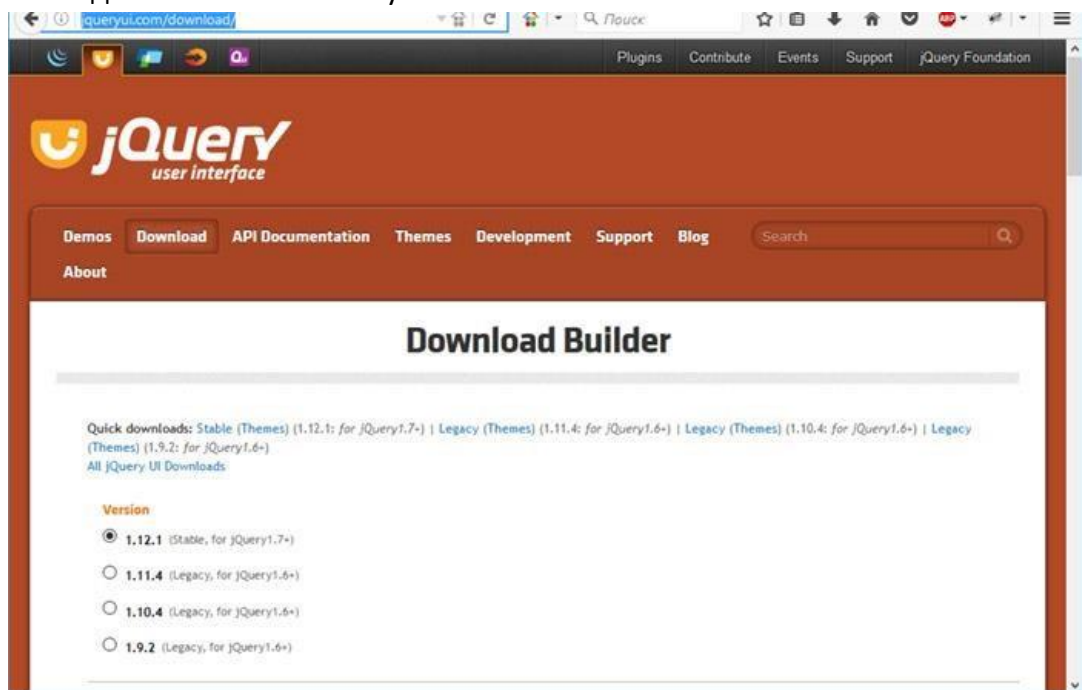 queryui.com/download/
Поиск
Plugins Contribute Events Support jQuery Foundation
jQuery
user interface
Demos Download API Documentation Themes Development Support Blog Search
About
Download Builder
Quick downloads: Stable (Themes) (1.12.1: for jQuery1.7+) | Legacy (Themes) (1.11.4: for jQuery1.6+) | Legacy (Themes) (1.10.4: for jQuery1.6+) | Legacy
(Themes) (1.9.2: for jQuery1.6+)
All jQuery UI Downloads
Version
1.12.1 (Stable, for jQuery1.7+)
1.11.4 (Legacy, for jQuery1.6+)
1.10.4 (Legacy, for jQuery1.6+)
1.9.2 (Legacy, for jQuery1.6+)